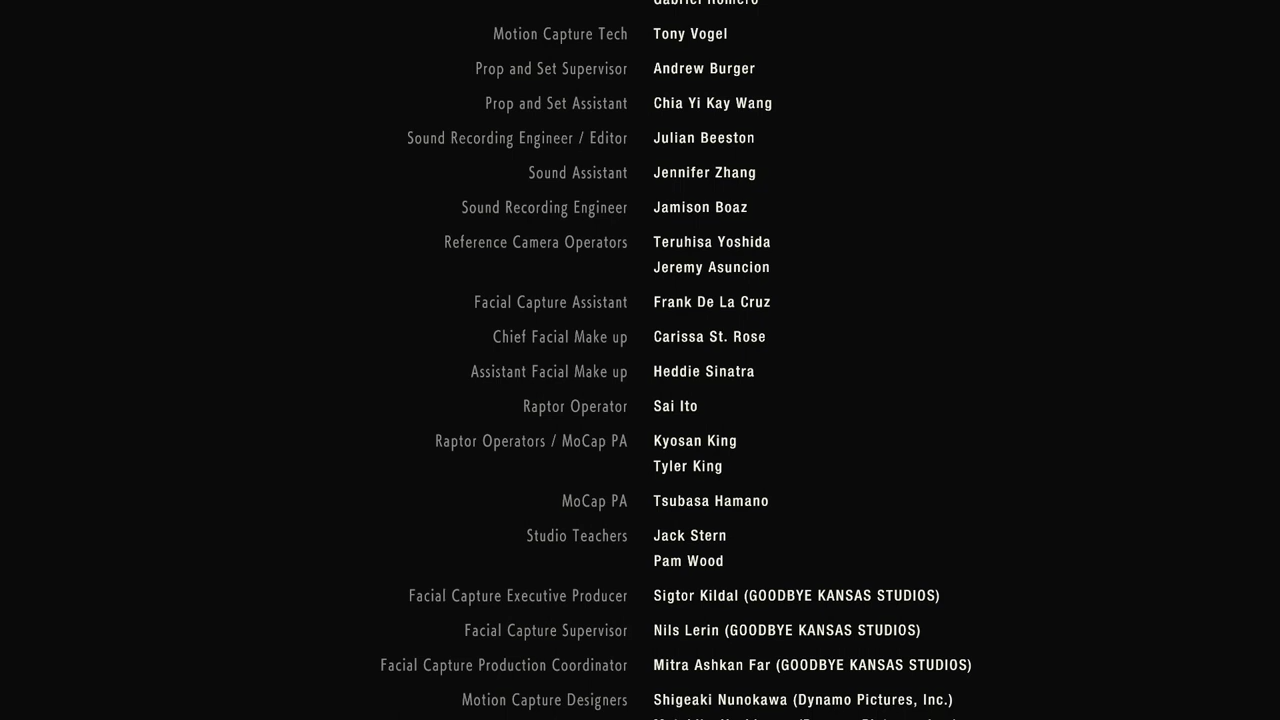 Gabriel Romero
Motion Capture Tech Tony Vogel
Prop and Set Supervisor Andrew Burger
Prop and Set Assistant Chia Yi Kay Wang
Sound Recording Engineer / Editor Julian Beeston
Sound Assistant Jennifer Zhang
Sound Recording Engineer Jamison Boaz
Reference Camera Operators Teruhisa Yoshida
Jeremy Asuncion
Facial Capture Assistant Frank De La Cruz
Chief Facial Make up Carissa St. Rose
Assistant Facial Make up Heddie Sinatra
Raptor Operator Sai Ito
Raptor Operators / MoCap PA Kyosan King
Tyler King
MoCap PA Tsubasa Hamano
Studio Teachers Jack Stern
Pam Wood
Facial Capture Executive Producer Sigtor Kildal (GOODBYE KANSAS STUDIOS)
Facial Capture Supervisor Nils Lerin (GOODBYE KANSAS STUDIOS)
Facial Capture Production Coordinator Mitra Ashkan Far (GOODBYE KANSAS STUDIOS)
Motion Capture Designers Shigeaki Nunokawa (Dynamo Pictures, Inc.)